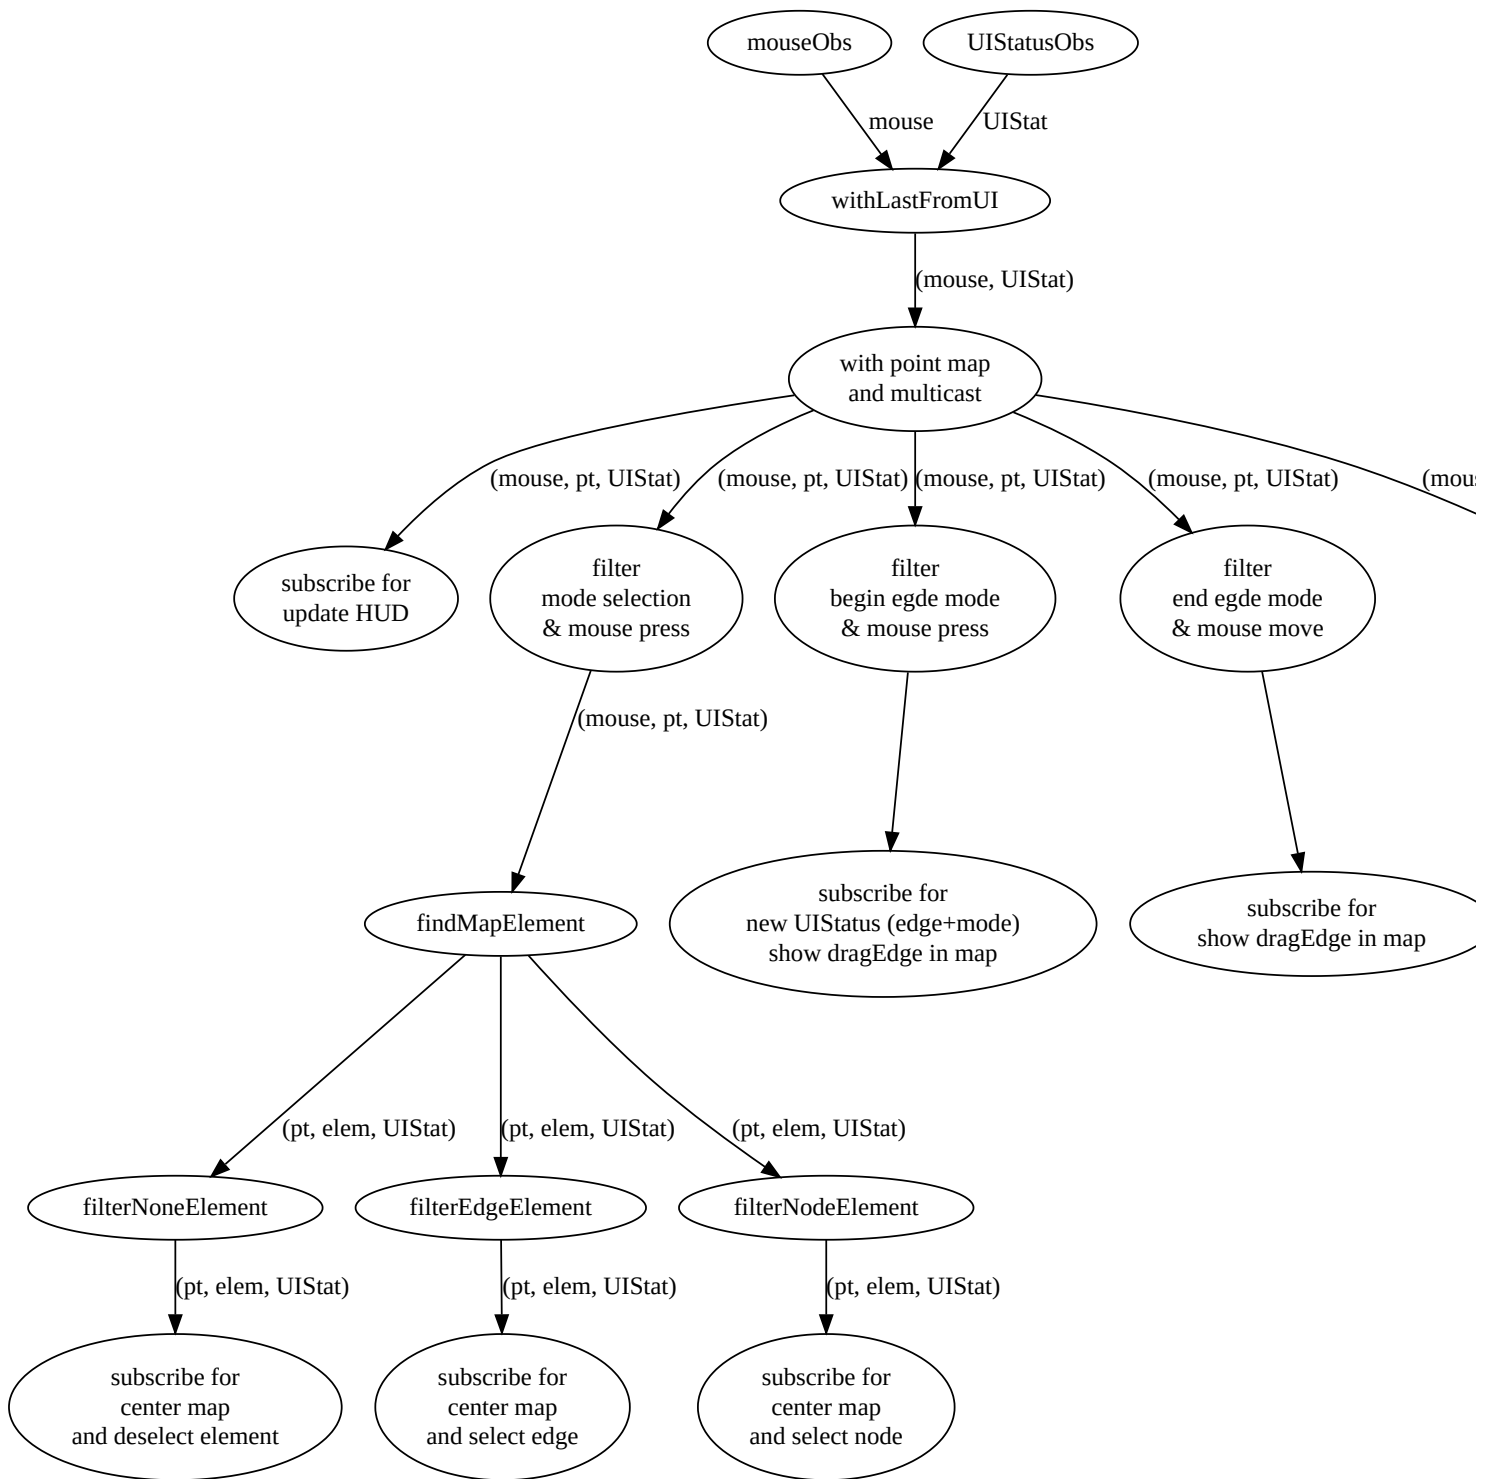 mouseObs
UIStatusObs
mouse
UIStat
withLastFromUI
(mouse, UIStat)
with point map
and multicast
(mouse, pt, UIStat)
(mouse, pt, UIStat)
(mouse, pt, UIStat)
(mouse, pt, UIStat)
subscribe for
update HUD
filter
mode selection
& mouse press
filter
begin egde mode
& mouse press
filter
end egde mode
& mouse move
(mouse, pt, UIStat)
findMapElement
subscribe for
new UIStatus (edge+mode)
show dragEdge in map
subscribe for
show dragEdge in map
(pt, elem, UIStat)
(pt, elem, UIStat)
(pt, elem, UIStat)
filterNoneElement
filterEdgeElement
filterNodeElement
(pt, elem, UIStat)
(pt, elem, UIStat)
(pt, elem, UIStat)
subscribe for
center map
and deselect element
subscribe for
center map
and select edge
subscribe for
center map
and select node